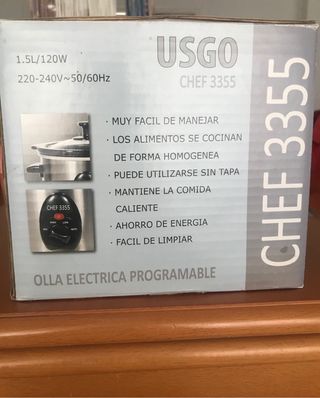 1.5L/120W
220-240V~50/60Hz
USGO
CHEF 3355
· MUY FACIL DE MANEJAR
· LOS ALIMENTOS SE COCINAN
DE FORMA HOMOGENEA
· PUEDE UTILIZARSE SIN TAPA
· MANTIENE LA COMIDA
CALIENTE
· AHORRO DE ENERGIA
· FACIL DE LIMPIAR
CHEF 3355
OLLA ELECTRICA PROGRAMABLE
CHEF 3355